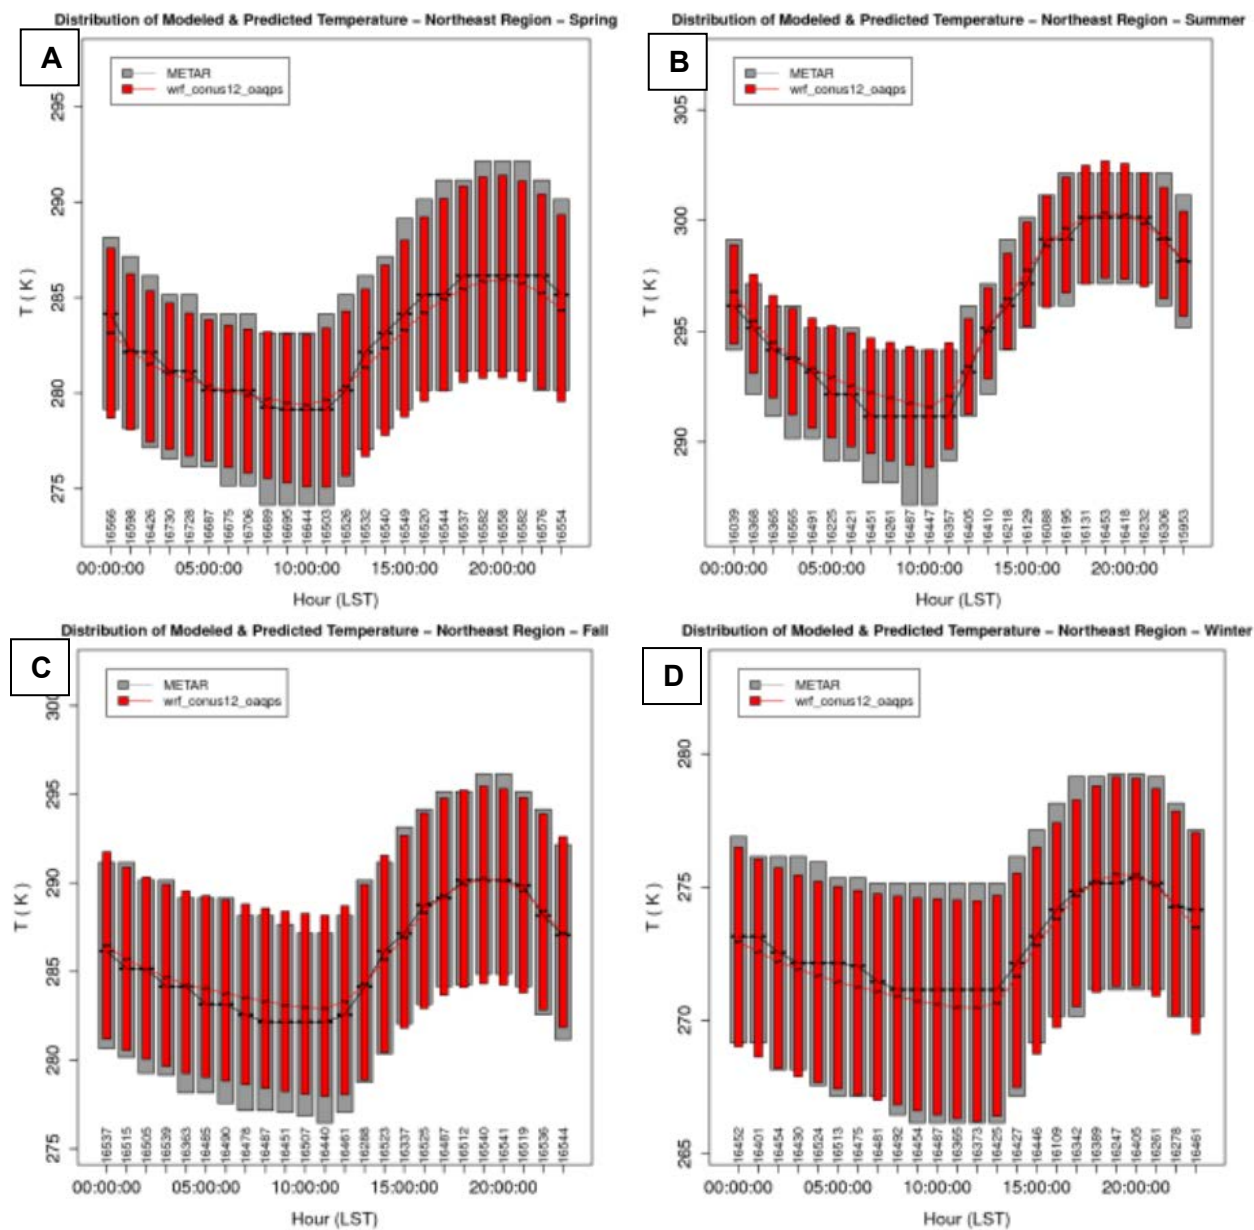 Distribution of Modeled & Predicted Temperature – Northeast Region – Spring
A
METAR
wrf_conus12_oaqps
T ( K )
295
290
285
280
275
16566 16598 16426 16730 16728 16687 16675 16706 16689 16695 16644 16503 16526 16532 16540 16549 16520 16544 16537 16582 16558 16582 16576 16554
00:00:00 05:00:00 10:00:00 15:00:00 20:00:00
Hour (LST)
Distribution of Modeled & Predicted Temperature – Northeast Region – Summer
B
METAR
wrf_conus12_oaqps
T ( K )
305
300
295
290
16039 16368 16365 16565 16491 16225 16421 16451 16261 16487 16447 16357 16405 16410 16218 16129 16088 16195 16131 16453 16418 16232 16306 15953
00:00:00 05:00:00 10:00:00 15:00:00 20:00:00
Hour (LST)
Distribution of Modeled & Predicted Temperature – Northeast Region – Fall
C
METAR
wrf_conus12_oaqps
T ( K )
300
295
290
285
280
275
16537 16515 16505 16539 16363 16485 16490 16478 16487 16451 16507 16440 16461 16288 16523 16337 16525 16487 16512 16540 16541 16519 16536 16544
00:00:00 05:00:00 10:00:00 15:00:00 20:00:00
Hour (LST)
Distribution of Modeled & Predicted Temperature – Northeast Region – Winter
D
METAR
wrf_conus12_oaqps
T ( K )
280
275
270
265
16452 16401 16454 16430 16524 16513 16475 16481 16492 16454 16487 16365 16373 16425 16427 16446 16109 16342 16389 16247 16405 16261 16278 16461
00:00:00 05:00:00 10:00:00 15:00:00 20:00:00
Hour (LST)